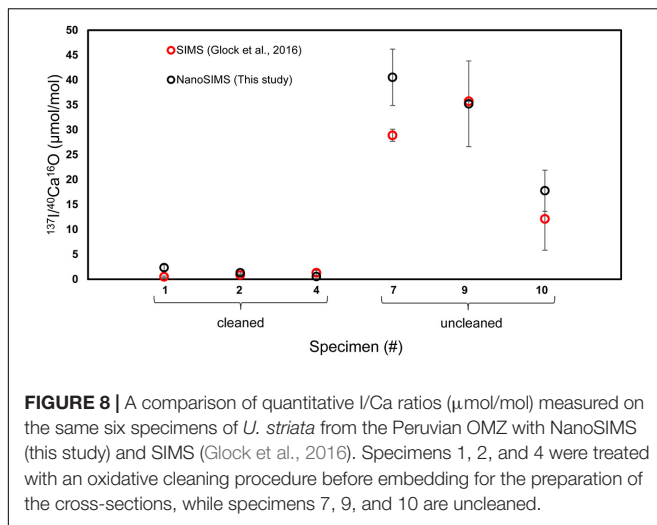 50
45
40
35
30
25
20
15
10
5
0
¹³⁷I/⁴⁰Ca¹⁶O (μmol/mol)
SIMS (Glock et al., 2016)
NanoSIMS (This study)
1 2 4 7 9 10
cleaned uncleaned
Specimen (#)
FIGURE 8 | A comparison of quantitative I/Ca ratios (μmol/mol) measured on
the same six specimens of U. striata from the Peruvian OMZ with NanoSIMS
(this study) and SIMS (Glock et al., 2016). Specimens 1, 2, and 4 were treated
with an oxidative cleaning procedure before embedding for the preparation of
the cross-sections, while specimens 7, 9, and 10 are uncleaned.